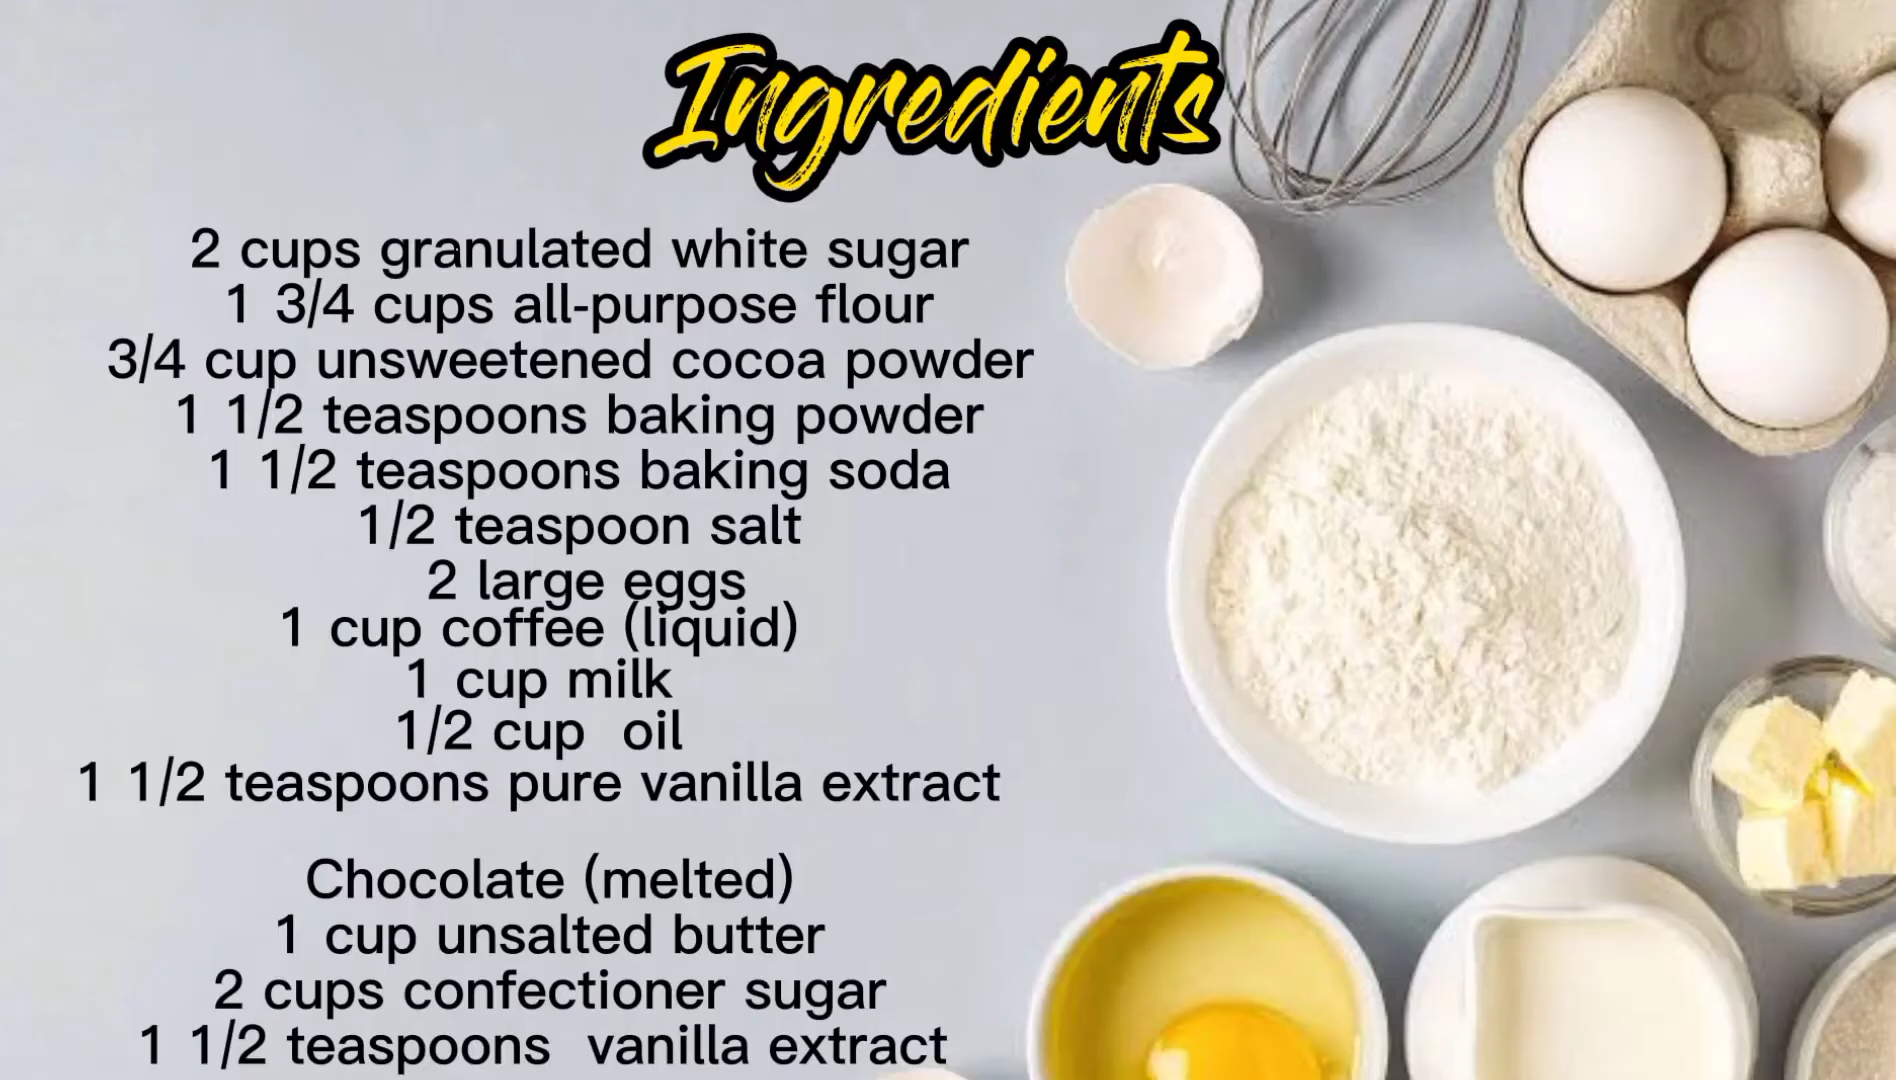 Ingredients
2 cups granulated white sugar
1 3/4 cups all-purpose flour
3/4 cup unsweetened cocoa powder
1 1/2 teaspoons baking powder
1 1/2 teaspoons baking soda
1/2 teaspoon salt
2 large eggs
1 cup coffee (liquid)
1 cup milk
1/2 cup oil
1 1/2 teaspoons pure vanilla extract
Chocolate (melted)
1 cup unsalted butter
2 cups confectioner sugar
1 1/2 teaspoons vanilla extract